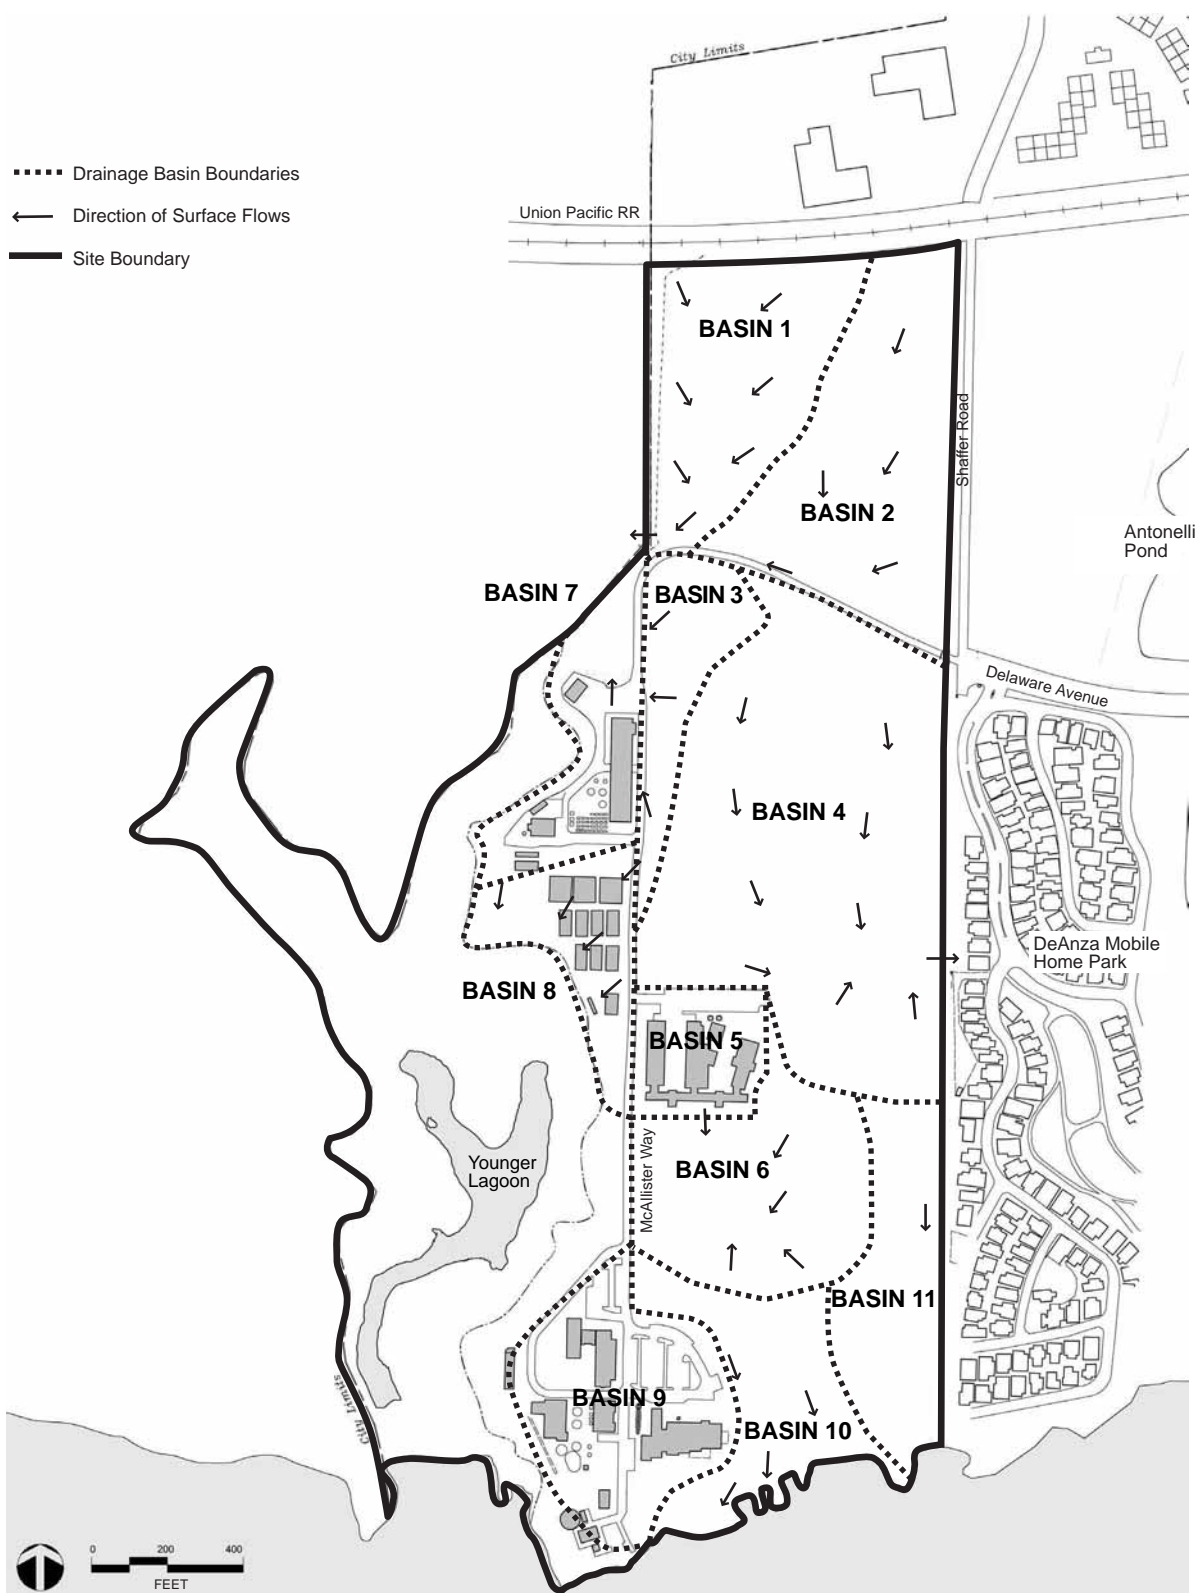 City Limits
Drainage Basin Boundaries
Direction of Surface Flows
Union Pacific RR
Site Boundary
BASIN 1
Shaffer Road
BASIN 2
Antonelli
Pond
BASIN 7
BASIN 3
Delaware Avenue
BASIN 4
DeAnza Mobile
Home Park
BASIN 8
BASIN 5
McAllister Way
Younger
Lagoon
BASIN 6
BASIN 11
City Limits
BASIN 9
BASIN 10
0 200 400
FEET